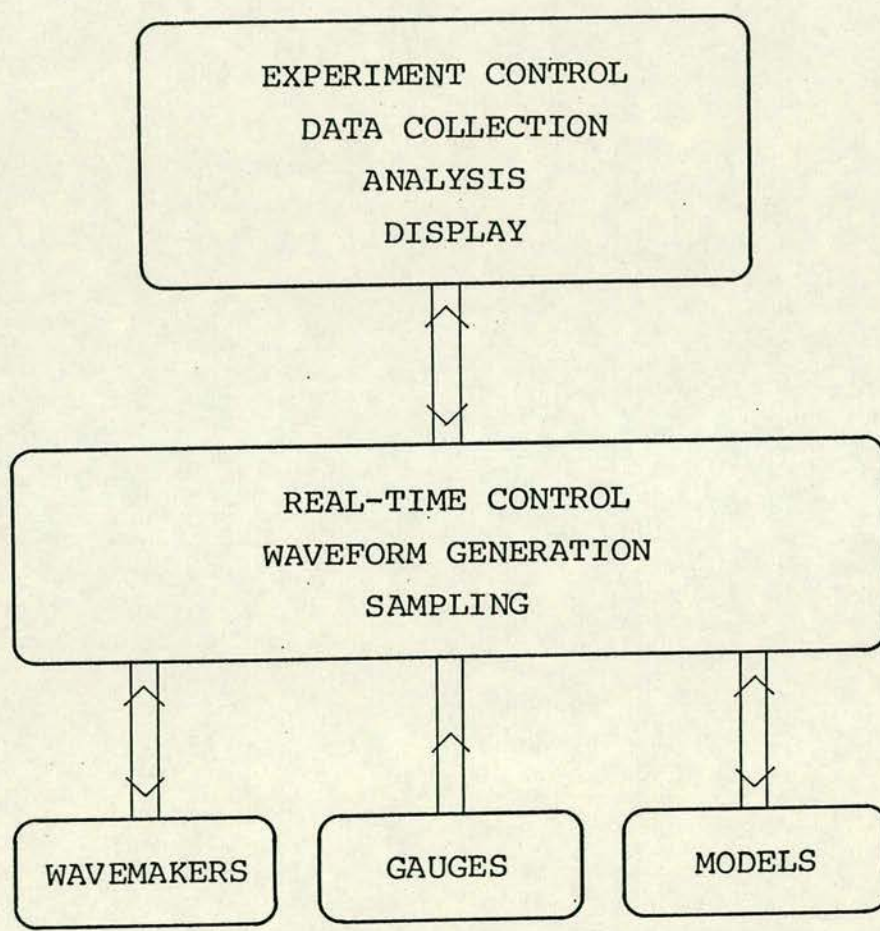 EXPERIMENT CONTROL
DATA COLLECTION
ANALYSIS
DISPLAY
REAL-TIME CONTROL
WAVEFORM GENERATION
SAMPLING
WAVEMAKERS
GAUGES
MODELS